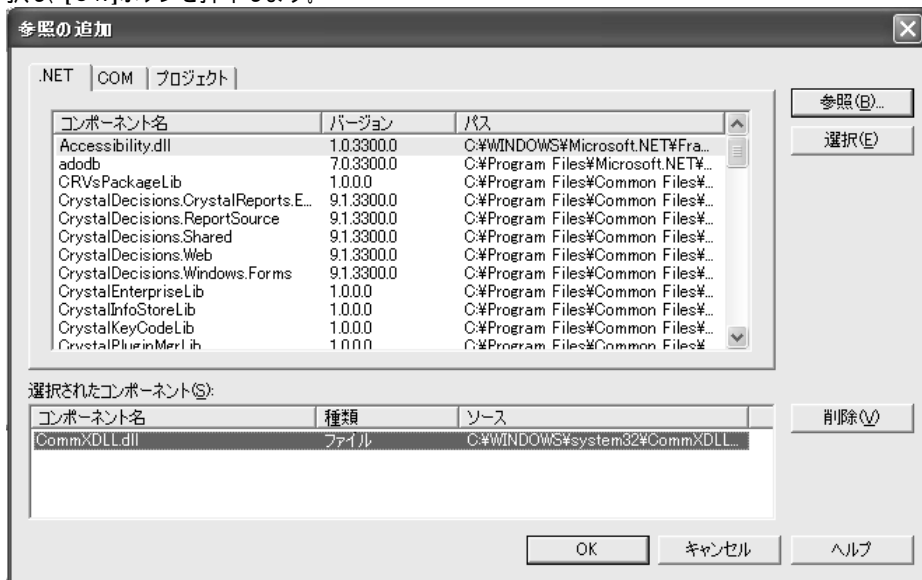 参照の追加
.NET COM プロジェクト
参照(B)...
選択(E)
コンポーネント名 バージョン パス
Accessibility.dll 1.0.3300.0 C:¥WINDOWS¥Microsoft.NET¥Fra...
adodb 7.0.3300.0 C:¥Program Files¥Microsoft.NET¥...
CRVsPackageLib 1.0.0.0 C:¥Program Files¥Common Files¥...
CrystalDecisions.CrystalReports.E... 9.1.3300.0 C:¥Program Files¥Common Files¥...
CrystalDecisions.ReportSource 9.1.3300.0 C:¥Program Files¥Common Files¥...
CrystalDecisions.Shared 9.1.3300.0 C:¥Program Files¥Common Files¥...
CrystalDecisions.Web 9.1.3300.0 C:¥Program Files¥Common Files¥...
CrystalDecisions.Windows.Forms 9.1.3300.0 C:¥Program Files¥Common Files¥...
CrystalEnterpriseLib 1.0.0.0 C:¥Program Files¥Common Files¥...
CrystalInfoStoreLib 1.0.0.0 C:¥Program Files¥Common Files¥...
CrystalKeyCodeLib 1.0.0.0 C:¥Program Files¥Common Files¥...
CrystalPluginMgrLib 1.0.0.0 C:¥Program Files¥Common Files¥
選択されたコンポーネント(S):
コンポーネント名 種類 ソース
CommXDLL.dll ファイル C:¥WINDOWS¥system32¥CommXDLL...
削除(V)
OK キャンセル ヘルプ